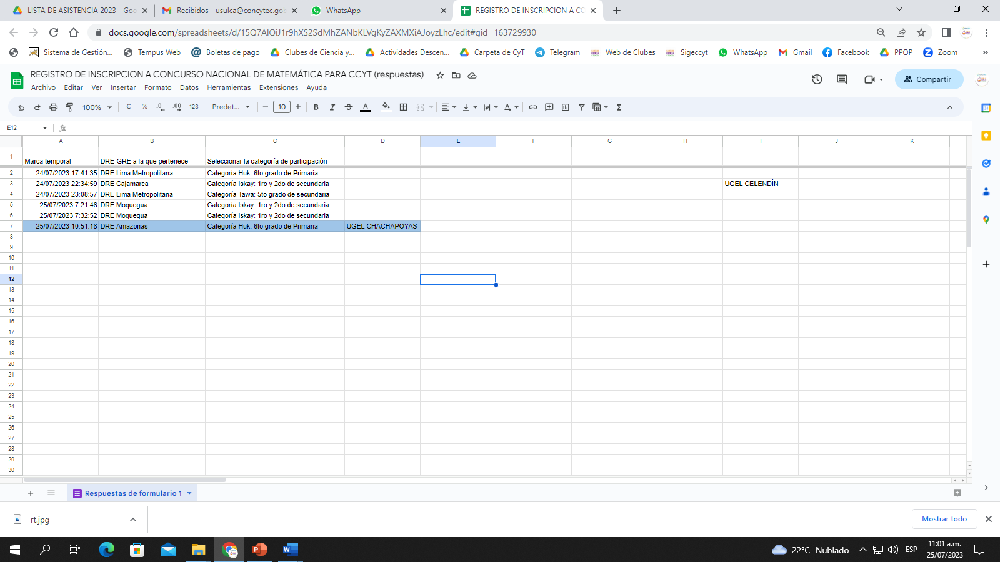 LISTA DE ASISTENCIA 2023 - Goo
Recibidos - usulca@concytec.gob
WhatsApp
REGISTRO DE INSCRIPCION A CC
docs.google.com/spreadsheets/d/15Q7AlQiJ1r9hXS2SdMhZANbKLVgKyZAXMXiAJoyzLhc/edit#gid=163729930
Sistema de Gestión...
Tempus Web
Boletas de pago
Clubes de Ciencia y...
Actividades Descen...
Carpeta de CyT
Telegram
Web de Clubes
Sigeccyt
WhatsApp
Gmail
Facebook
PPOP
Zoom
»
REGISTRO DE INSCRIPCION A CONCURSO NACIONAL DE MATEMÁTICA PARA CCYT (respuestas)
Archivo Editar Ver Insertar Formato Datos Herramientas Extensiones Ayuda
Compartir
100% € % .0 .00 123 Predet... − 10 + B I A Σ
E12 fx
A B C D E F G H I J K
1 Marca temporal DRE-GRE a la que pertenece Seleccionar la categoría de participación
2 24/07/2023 17:41:35 DRE Lima Metropolitana Categoría Huk: 6to grado de Primaria
3 24/07/2023 22:34:59 DRE Cajamarca Categoría Iskay: 1ro y 2do de secundaria UGEL CELENDÍN
4 24/07/2023 23:08:57 DRE Lima Metropolitana Categoría Tawa: 5to grado de secundaria
5 25/07/2023 7:21:46 DRE Moquegua Categoría Iskay: 1ro y 2do de secundaria
6 25/07/2023 7:32:52 DRE Moquegua Categoría Iskay: 1ro y 2do de secundaria
7 25/07/2023 10:51:18 DRE Amazonas Categoría Huk: 6to grado de Primaria UGEL CHACHAPOYAS
8
9
10
11
12
13
14
15
16
17
18
19
20
21
22
23
24
25
26
27
28
29
30
Respuestas de formulario 1
rt.jpg
Mostrar todo
22°C Nublado
ESP
11:01 a.m.
25/07/2023